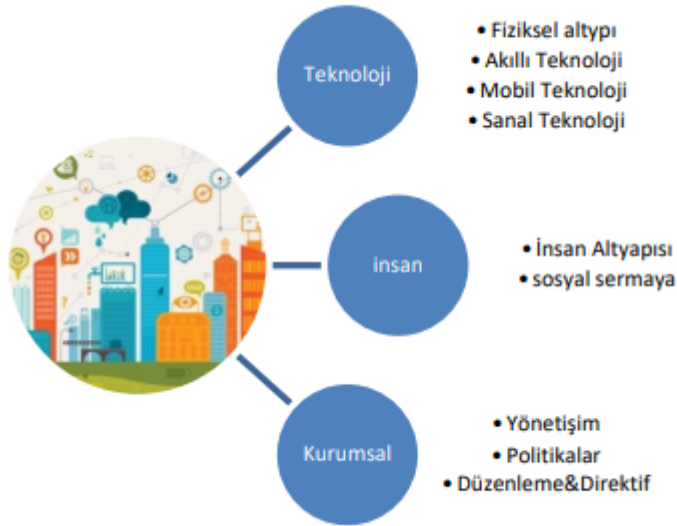 Teknoloji
• Fiziksel altypı
• Akıllı Teknoloji
• Mobil Teknoloji
• Sanal Teknoloji
insan
• İnsan Altyapısı
• sosyal sermaya
Kurumsal
• Yönetişim
• Politikalar
• Düzenleme&Direktif